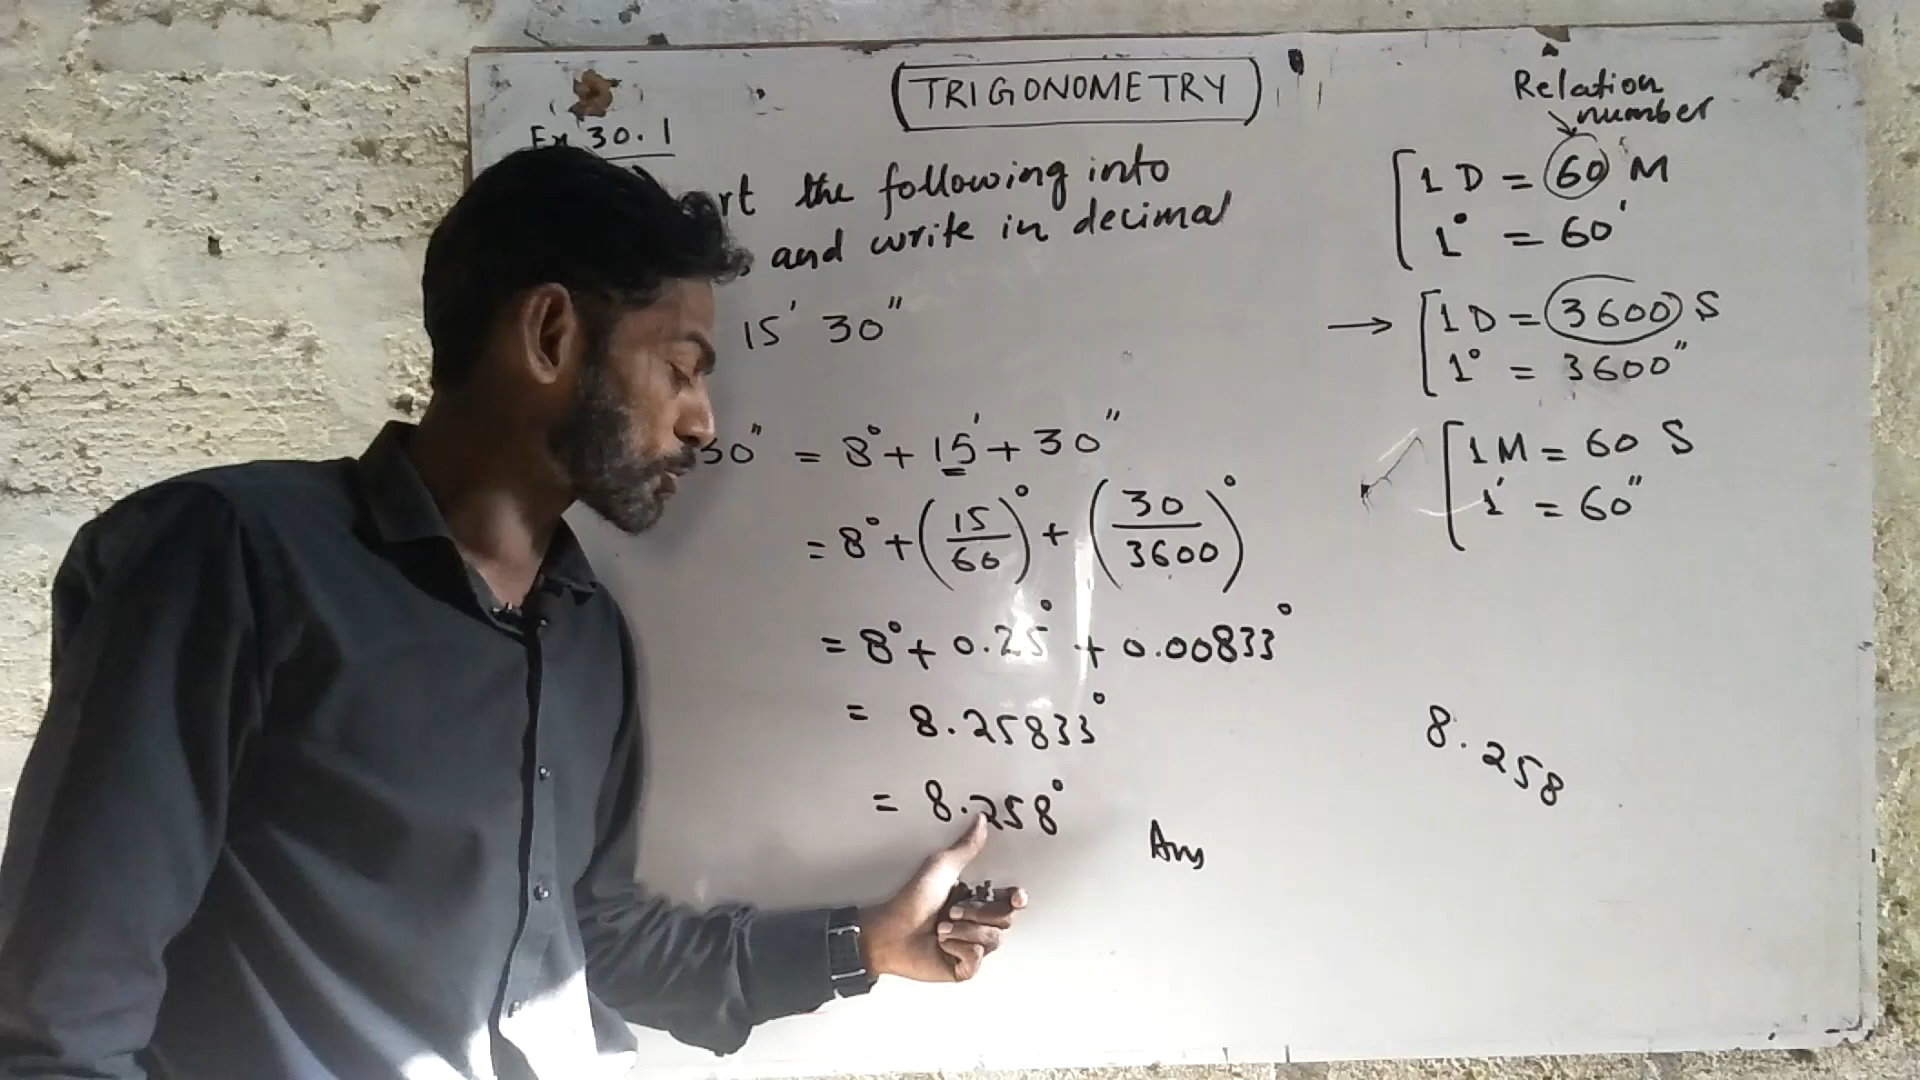 TRIGONOMETRY
Ex 30.1
rt the following into
and write in decimal
15' 30"
30" = 8° + 15' + 30"
= 8° + (15/60)° + (30/3600)°
= 8° + 0.25° + 0.00833°
= 8.25833°
= 8.258°
Ans
Relation
number
1 D = 60 M
1° = 60'
→ 1 D = 3600 S
1° = 3600"
1 M = 60 S
1' = 60"
8.258